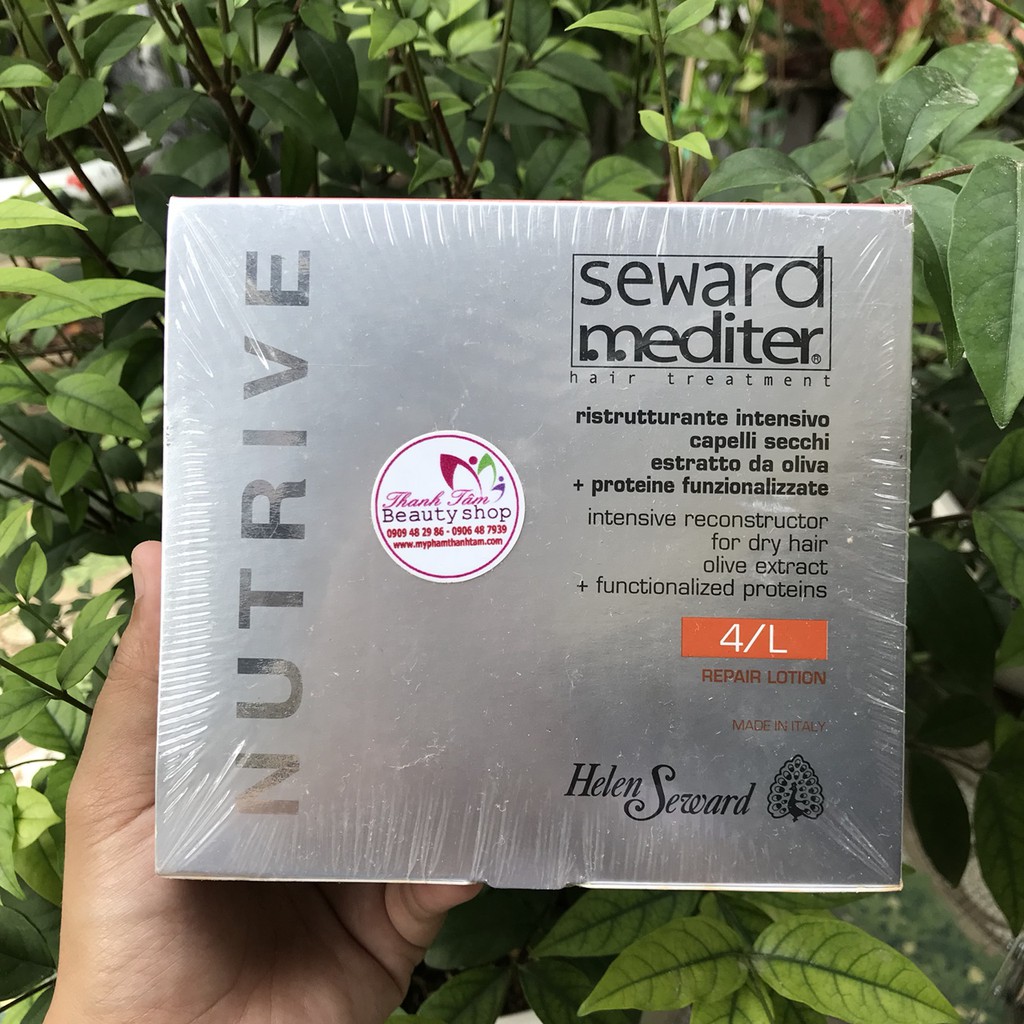 NUTRIVE
seward
mediter®
hair treatment
ristrutturante intensivo
capelli secchi
estratto da oliva
+ proteine funzionalizzate
intensive reconstructor
for dry hair
olive extract
+ functionalized proteins
4/L
REPAIR LOTION
MADE IN ITALY
Helen Seward
Thanh Tâm
Beauty shop
0909 48 29 86 - 0906 48 7939
www.myphamthanhtam.com